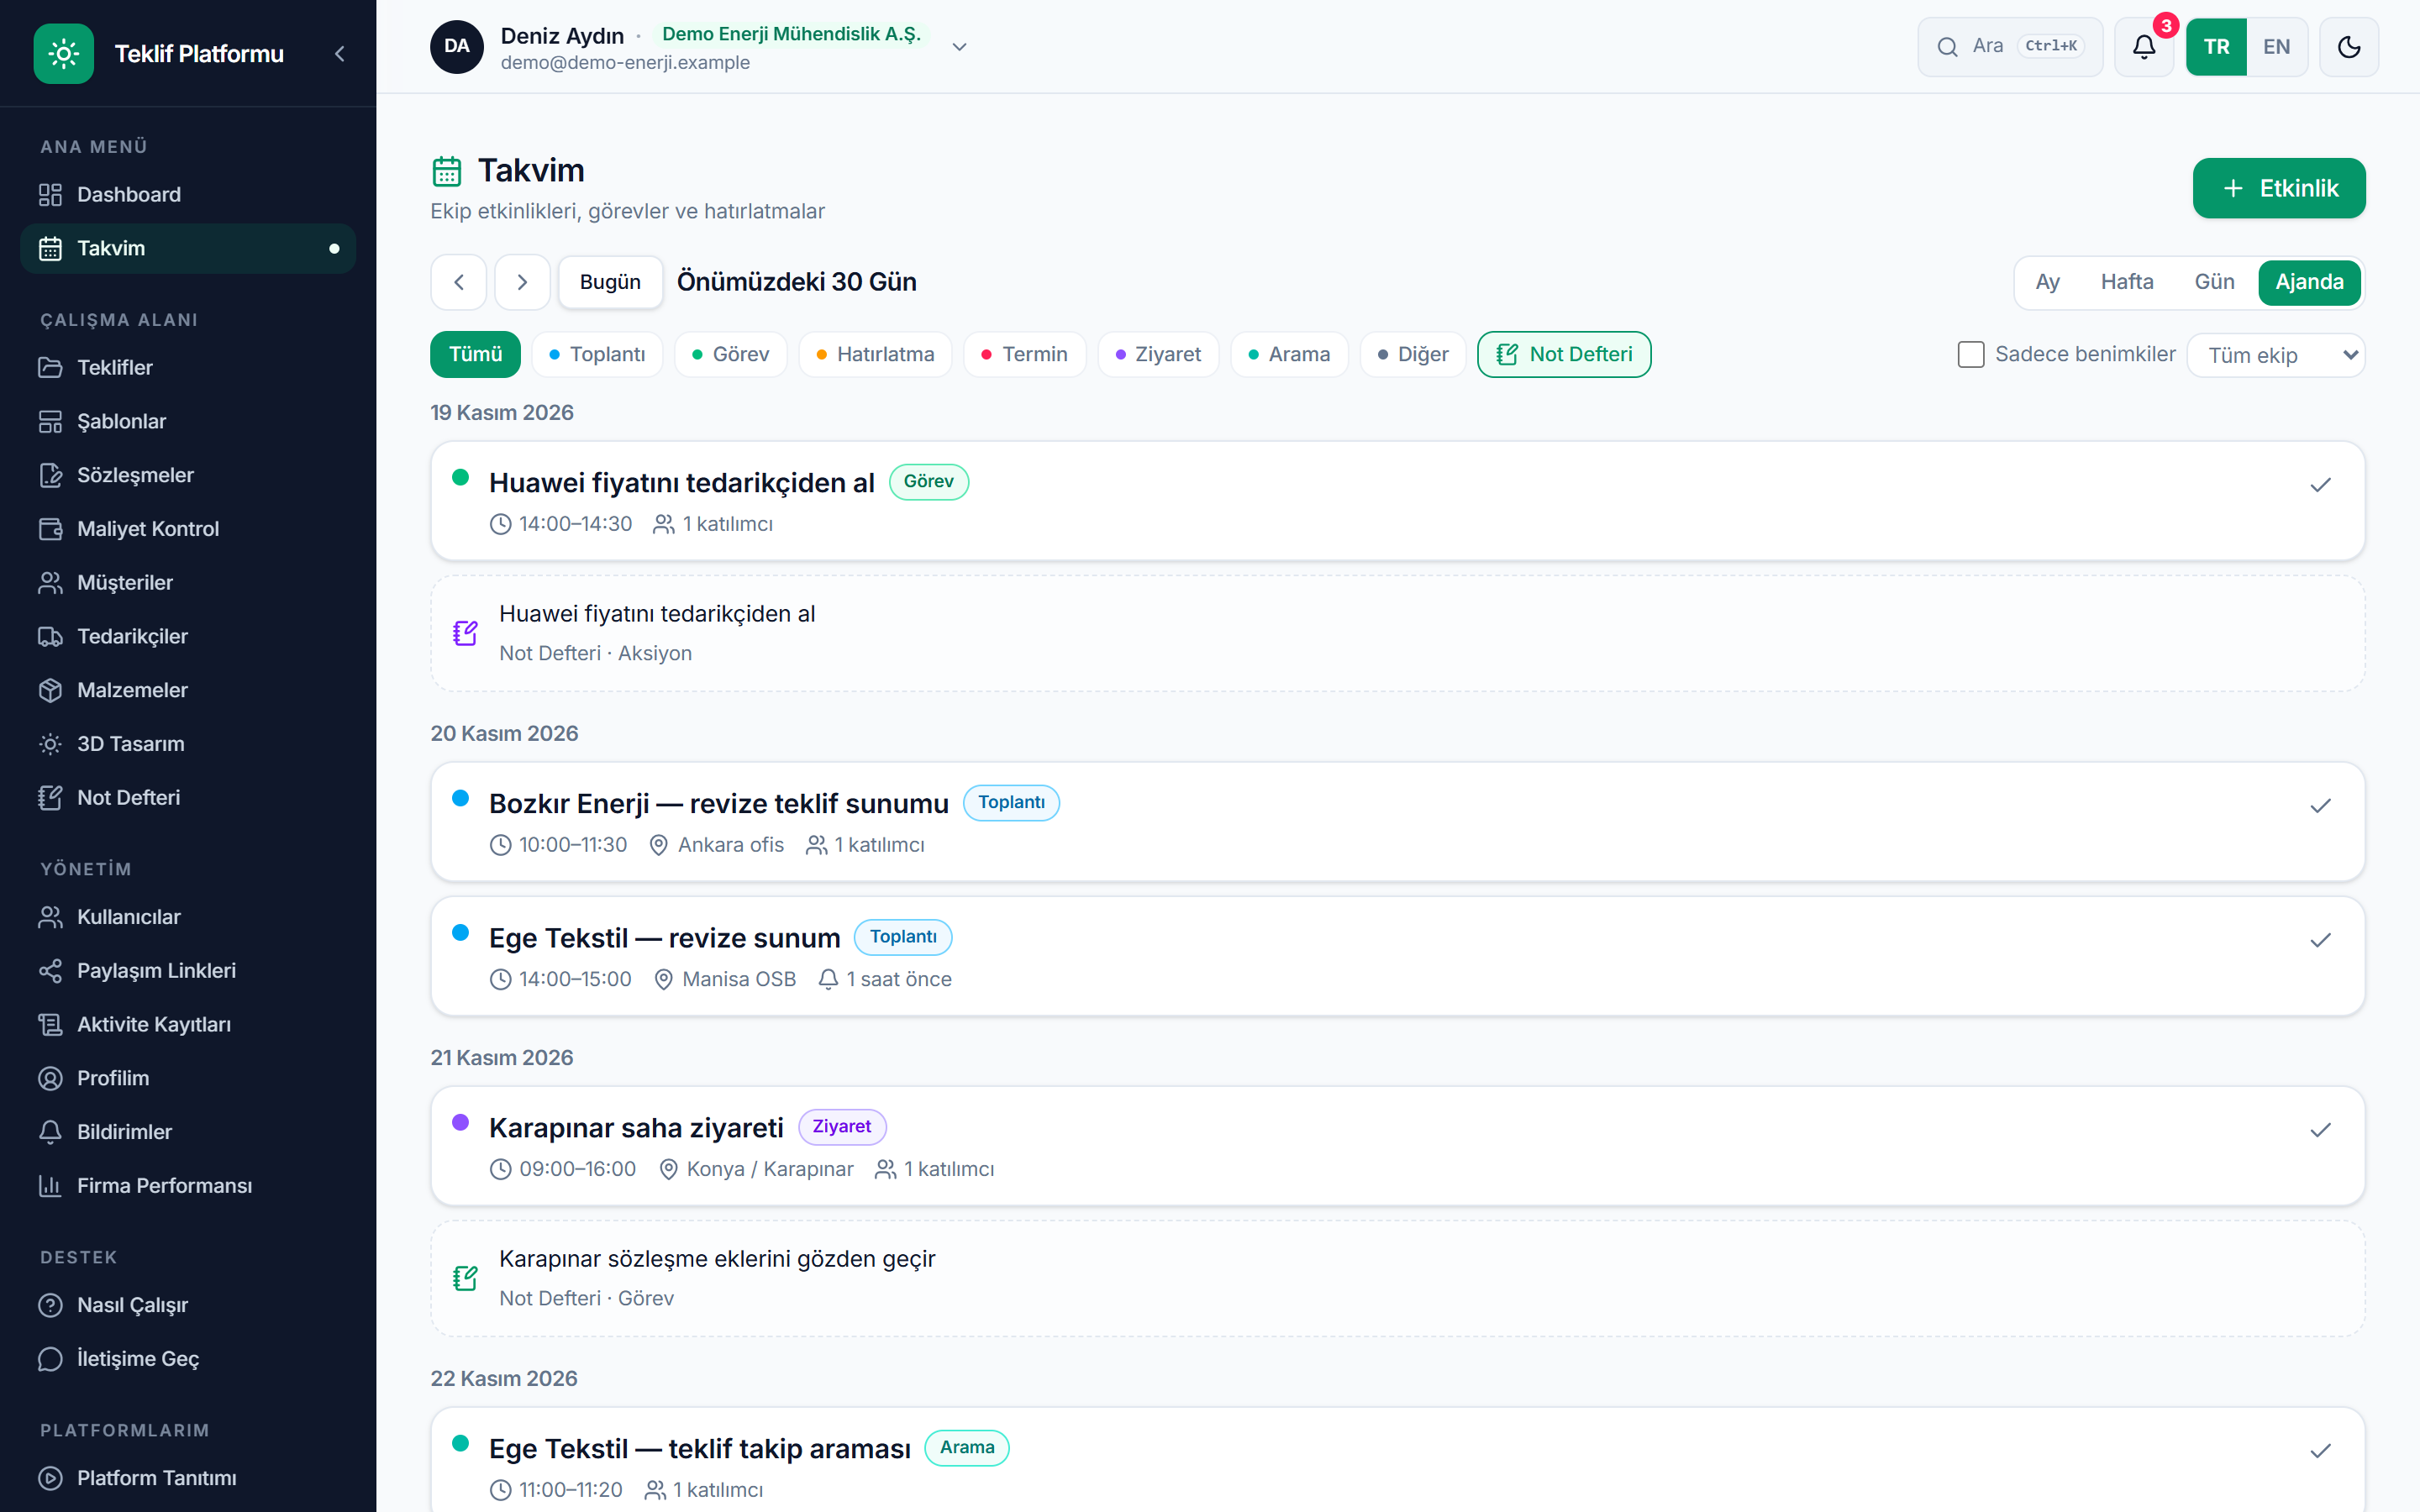 Teklif Platformu
ANA MENÜ
Dashboard
Takvim
ÇALIŞMA ALANI
Teklifler
Şablonlar
Sözleşmeler
Maliyet Kontrol
Müşteriler
Tedarikçiler
Malzemeler
3D Tasarım
Not Defteri
YÖNETİM
Kullanıcılar
Paylaşım Linkleri
Aktivite Kayıtları
Profilim
Bildirimler
Firma Performansı
DESTEK
Nasıl Çalışır
İletişime Geç
PLATFORMLARIM
Platform Tanıtımı
DA
Deniz Aydın · Demo Enerji Mühendislik A.Ş.
demo@demo-enerji.example
Ara Ctrl+K
3
TR EN
Takvim
Ekip etkinlikleri, görevler ve hatırlatmalar
Etkinlik
Bugün Önümüzdeki 30 Gün
Ay Hafta Gün Ajanda
Tümü Toplantı Görev Hatırlatma Termin Ziyaret Arama Diğer Not Defteri
Sadece benimkiler Tüm ekip
19 Kasım 2026
Huawei fiyatını tedarikçiden al Görev
14:00–14:30 1 katılımcı
Huawei fiyatını tedarikçiden al
Not Defteri · Aksiyon
20 Kasım 2026
Bozkır Enerji — revize teklif sunumu Toplantı
10:00–11:30 Ankara ofis 1 katılımcı
Ege Tekstil — revize sunum Toplantı
14:00–15:00 Manisa OSB 1 saat önce
21 Kasım 2026
Karapınar saha ziyareti Ziyaret
09:00–16:00 Konya / Karapınar 1 katılımcı
Karapınar sözleşme eklerini gözden geçir
Not Defteri · Görev
22 Kasım 2026
Ege Tekstil — teklif takip araması Arama
11:00–11:20 1 katılımcı